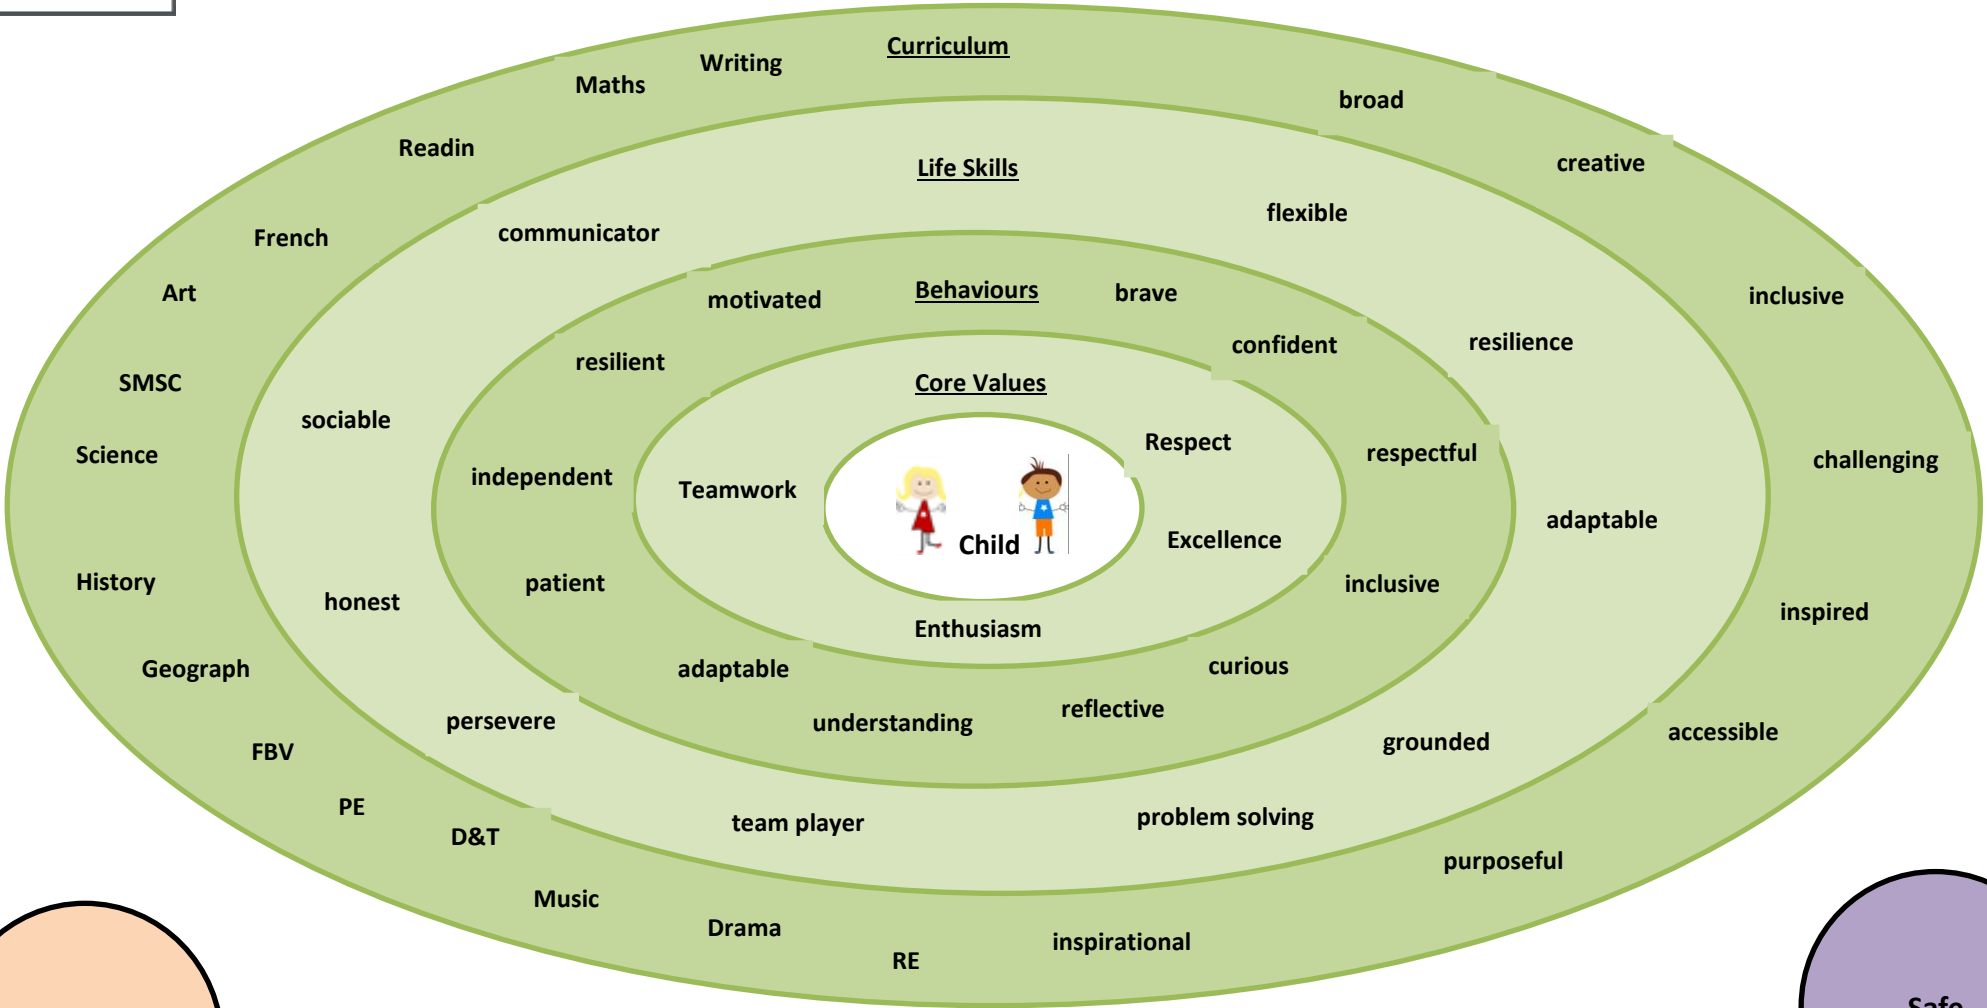 Curriculum
Writing
Maths
broad
Readin
creative
Life Skills
flexible
communicator
French
Art
motivated
Behaviours
brave
inclusive
resilient
confident
resilience
SMSC
Core Values
sociable
Science
independent
Teamwork
Respect
respectful
challenging
Child
Excellence
adaptable
History
honest
patient
inclusive
inspired
Enthusiasm
Geograph
adaptable
curious
persevere
understanding
reflective
grounded
accessible
FBV
PE
D&T
team player
problem solving
purposeful
Music
Drama
RE
inspirational
Safe